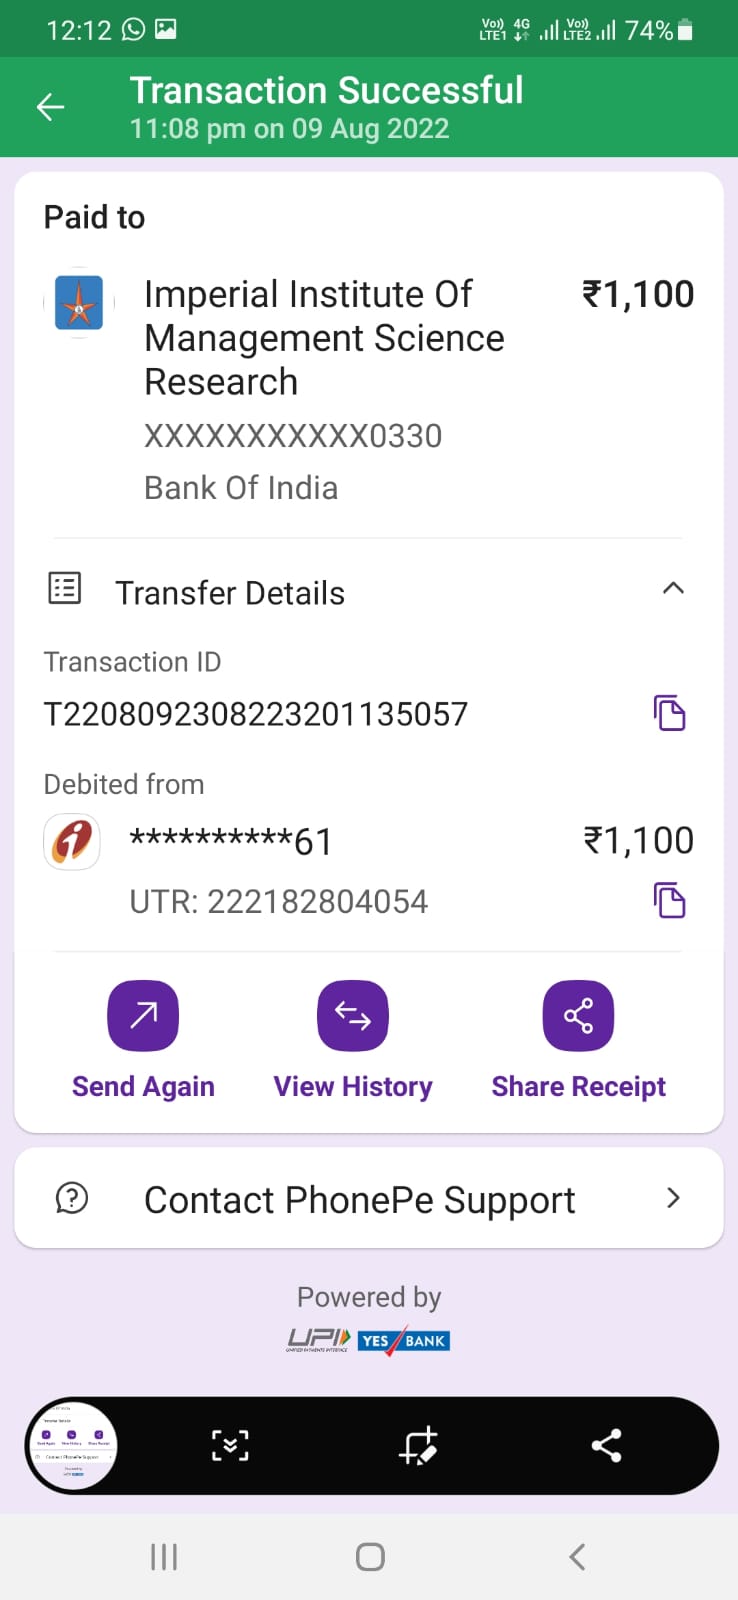 12:12
Vo)) 4G Vo))
LTE1 LTE2 74%
Transaction Successful
11:08 pm on 09 Aug 2022
Paid to
Imperial Institute Of ₹1,100
Management Science
Research
XXXXXXXXXXX0330
Bank Of India
Transfer Details
Transaction ID
T2208092308223201135057
Debited from
**********61 ₹1,100
UTR: 222182804054
Send Again View History Share Receipt
Contact PhonePe Support
Powered by
UPI YES BANK
UNIFIED PAYMENTS INTERFACE